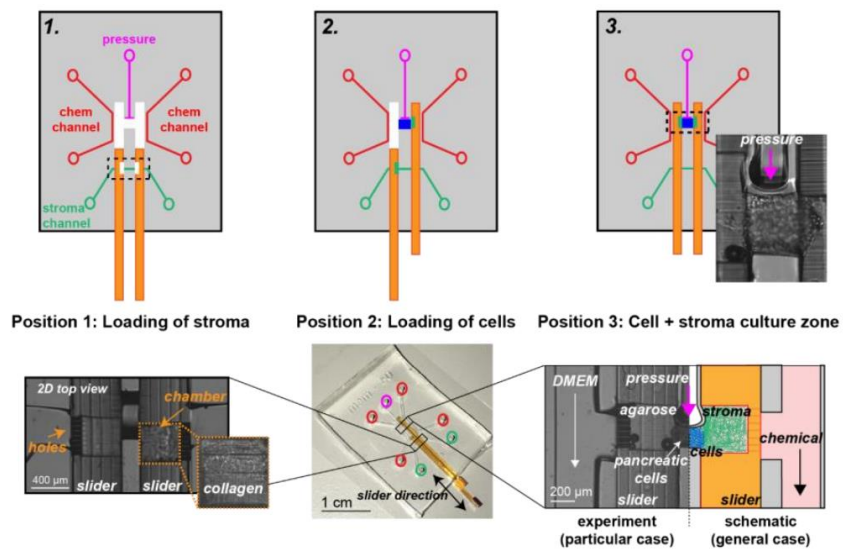 1.
2.
3.
pressure
chem
channel
chem
channel
stroma
channel
pressure
Position 1: Loading of stroma
Position 2: Loading of cells
Position 3: Cell + stroma culture zone
2D top view
chamber
holes
400 µm
slider
slider
collagen
1 cm
slider direction
DMEM
pressure
agarose
stroma
cells
pancreatic
cells
chemical
200 µm
slider
slider
experiment
(particular case)
schematic
(general case)